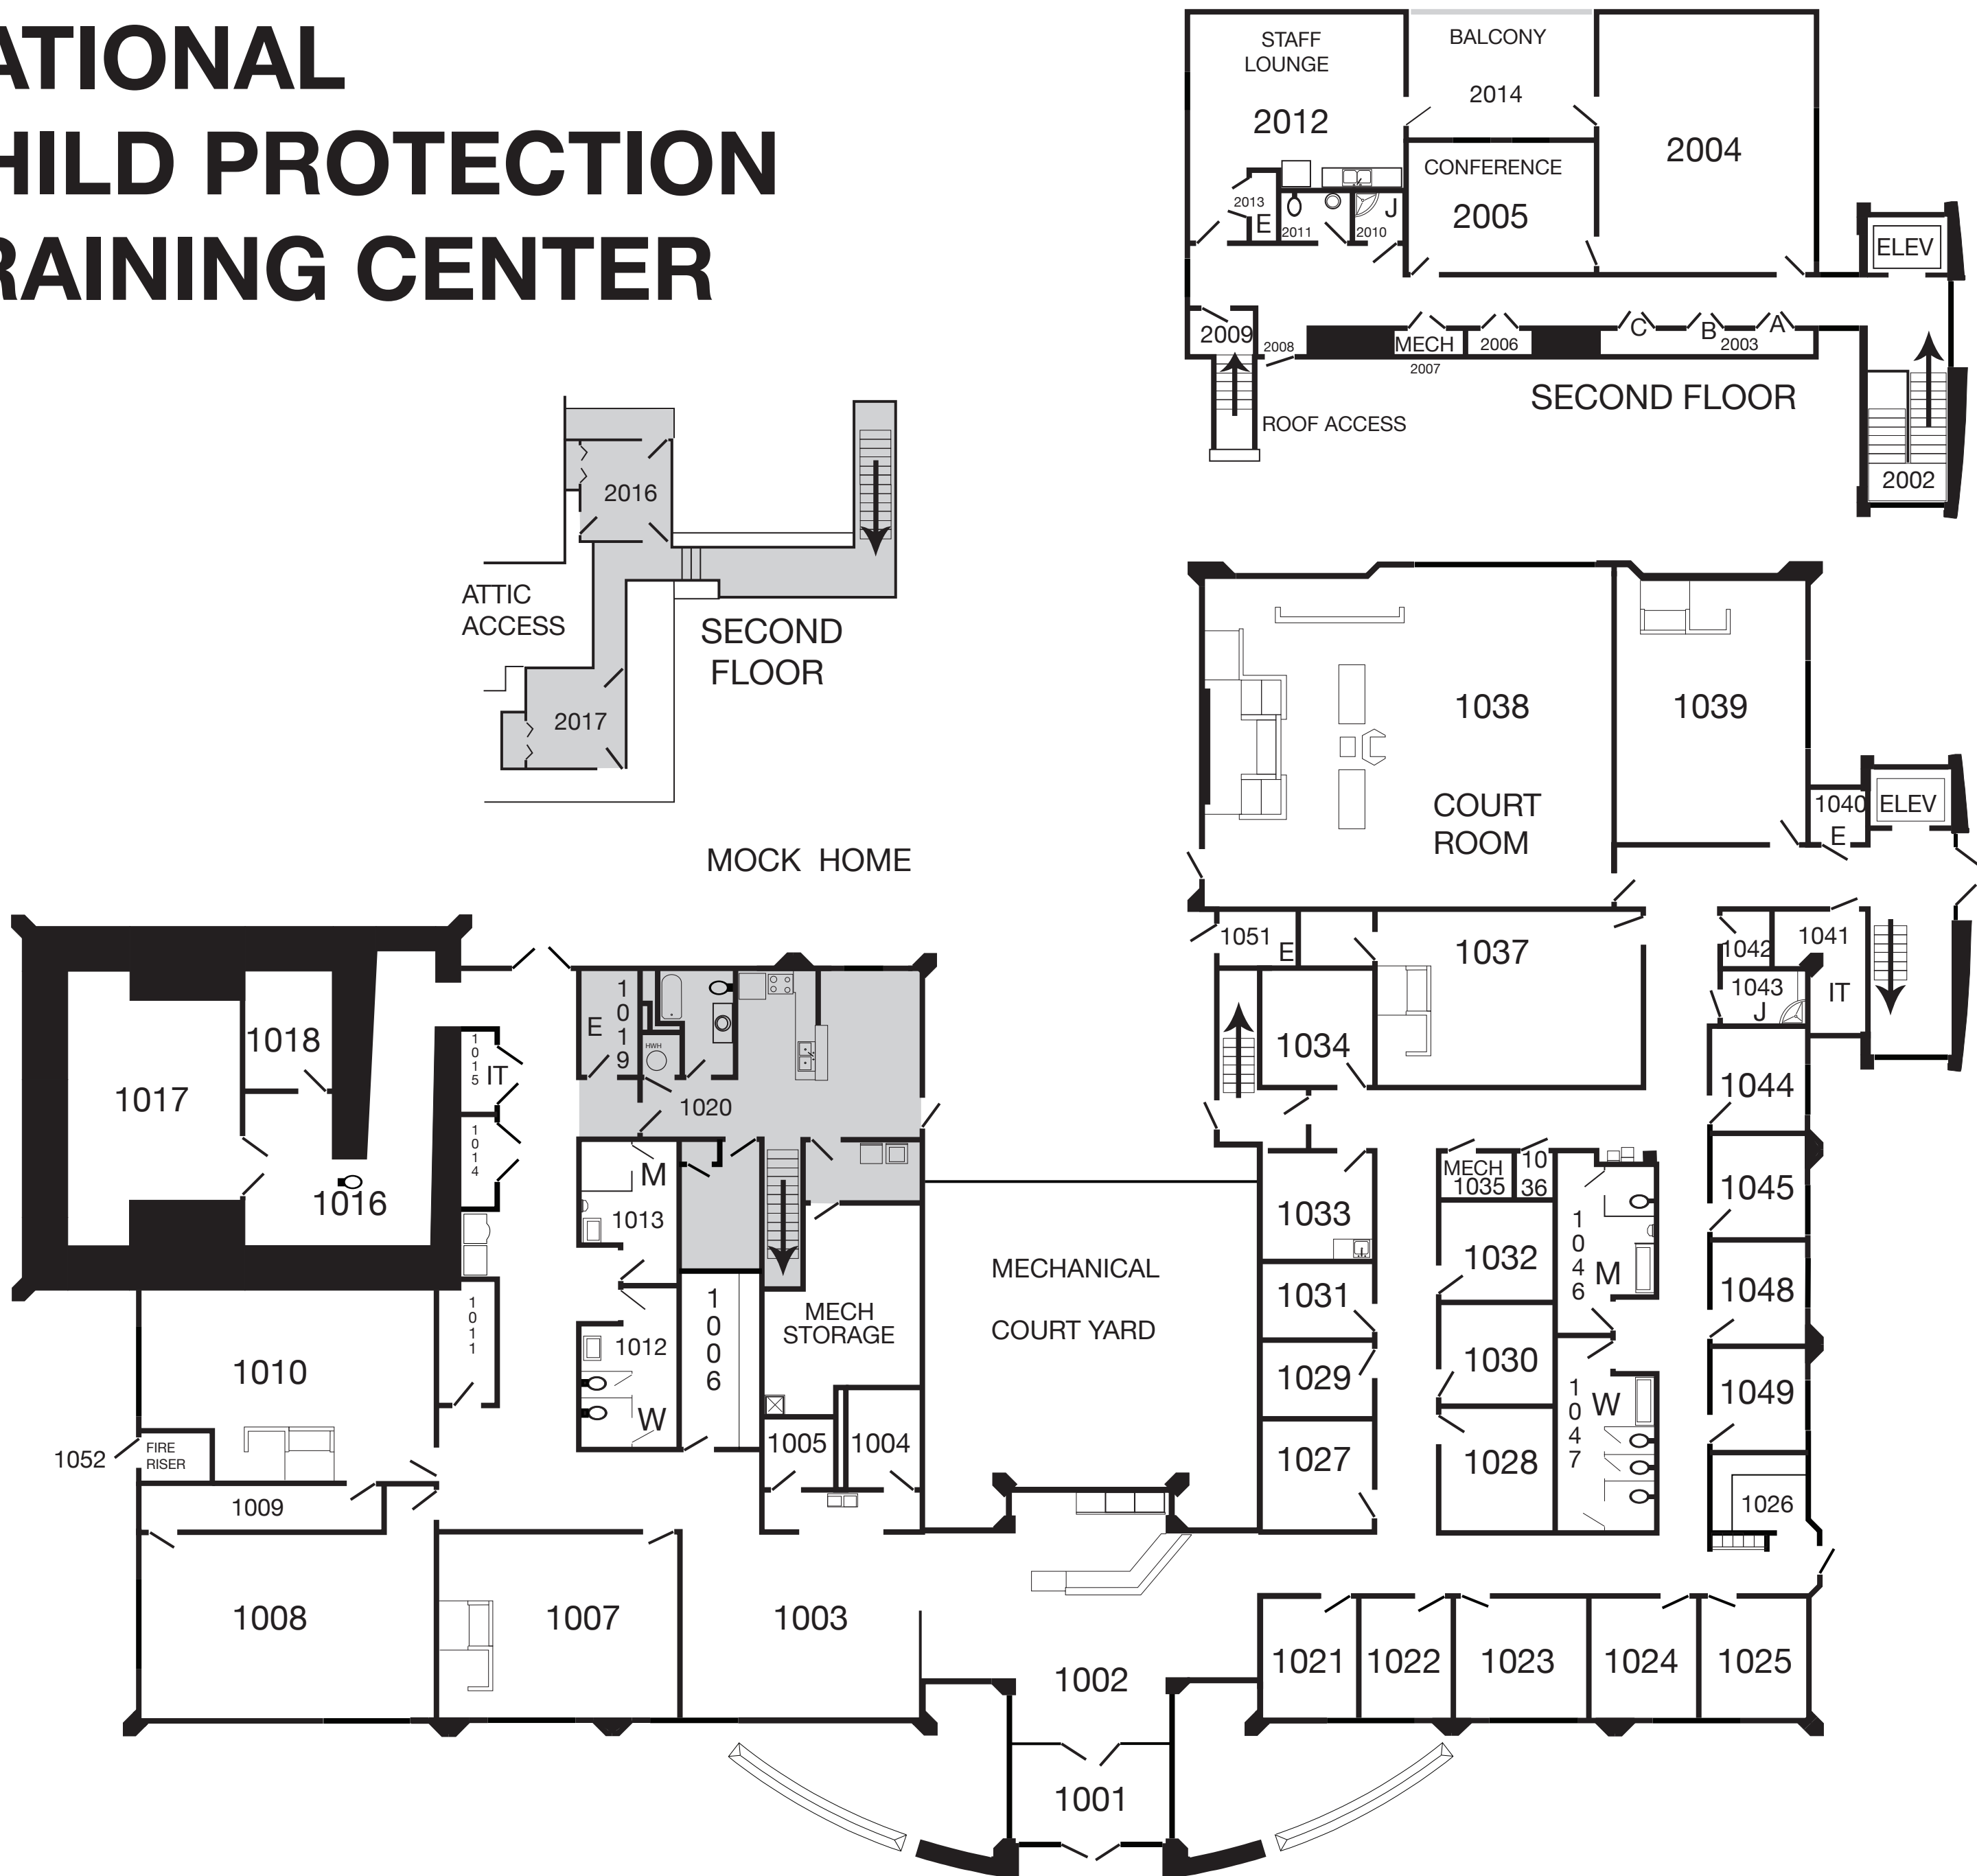 ATIONAL
HILD PROTECTION
RAINING CENTER
STAFF
LOUNGE
2012
BALCONY
2014
2004
CONFERENCE
2005
2013
E
2011
2010
J
ELEV
2009
2008
MECH
2007
2006
C
B
A
2003
SECOND FLOOR
ROOF ACCESS
2002
2016
ATTIC
ACCESS
SECOND
FLOOR
2017
MOCK HOME
1038
COURT
ROOM
1039
1040
E
ELEV
1051
E
1037
1042
1041
1043
J
IT
1034
1044
1018
1017
1016
1015
IT
1014
E
1019
HWH
1020
M
1013
1012
W
1006
MECH
STORAGE
1005
1004
1011
1010
1052
FIRE
RISER
1009
1008
1007
1003
MECHANICAL
COURT YARD
1033
1031
1029
1027
MECH
1035
10
36
1032
1030
1028
1046
M
1047
W
1045
1048
1049
1026
1021
1022
1023
1024
1025
1002
1001